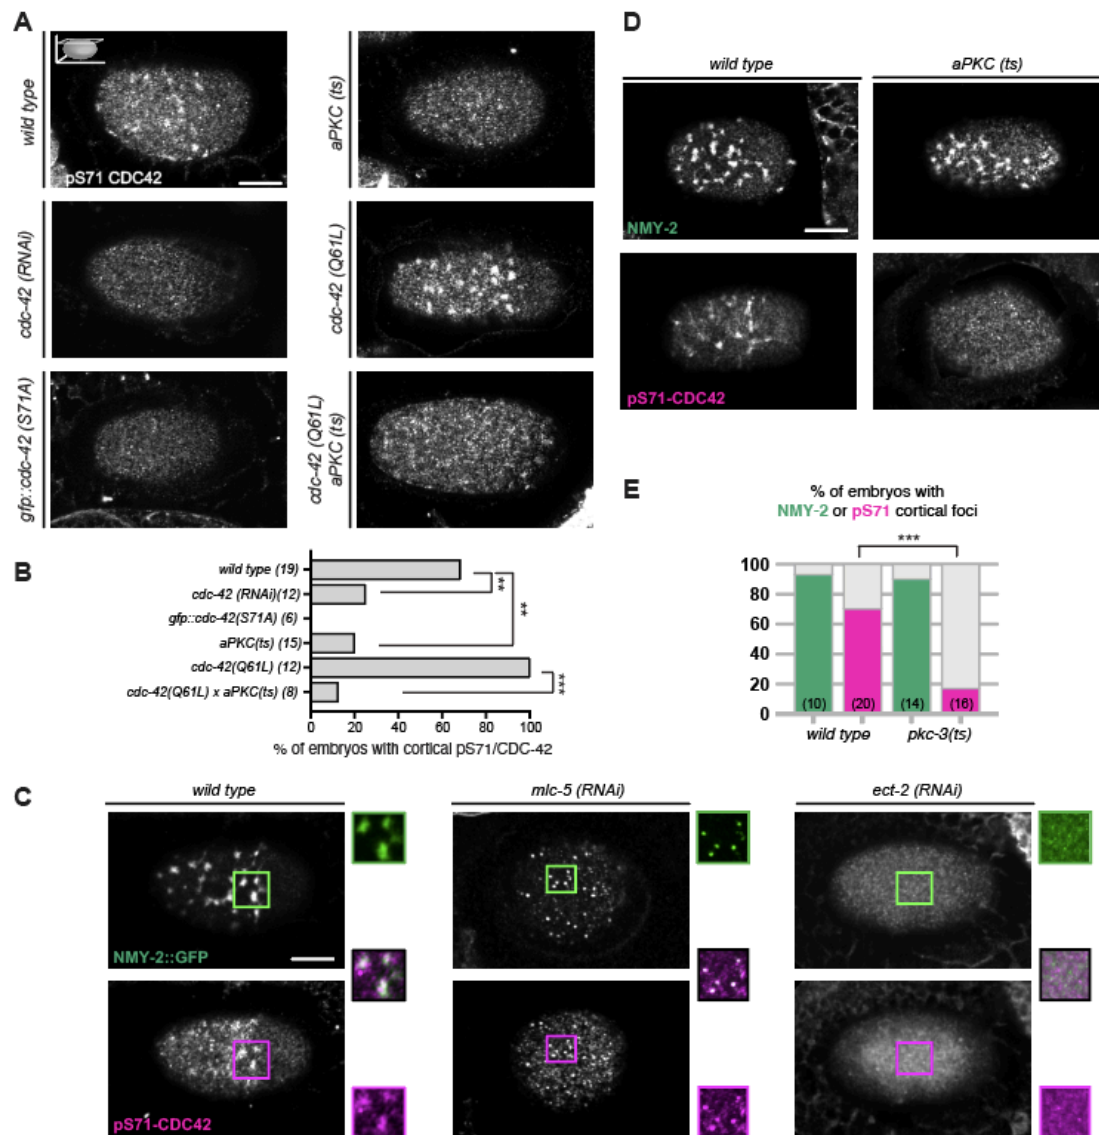 A
wild type
pS71 CDC42
aPKC (ts)
cdc-42 (RNAi)
cdc-42 (Q61L)
gfp::cdc-42 (S71A)
cdc-42 (Q61L)
aPKC (ts)
B
wild type (19)
cdc-42 (RNAi)(12)
gfp::cdc-42(S71A) (6)
aPKC(ts) (15)
cdc-42(Q61L) (12)
cdc-42(Q61L) x aPKC(ts) (8)
**
**
***
0 20 40 60 80 100
% of embryos with cortical pS71/CDC-42
C
wild type
mlc-5 (RNAi)
ect-2 (RNAi)
NMY-2::GFP
pS71-CDC42
D
wild type
aPKC (ts)
NMY-2
pS71-CDC42
E
% of embryos with
NMY-2 or pS71 cortical foci
***
100
80
60
40
20
0
(10) (20) (14) (16)
wild type pkc-3(ts)